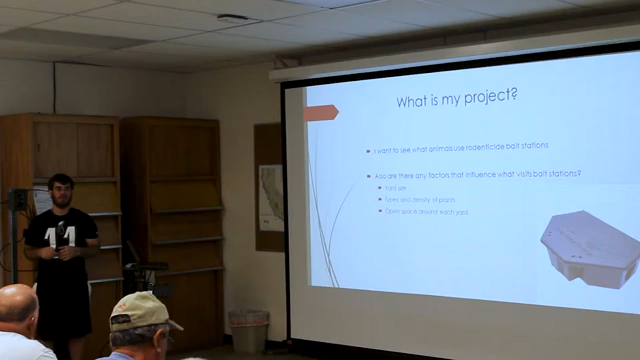 What is my project?
I want to see what animals use rodenticide bait stations
Also are there any factors that influence what visits bait stations?
Yard size
Types and density of plants
Open space around each yard
11